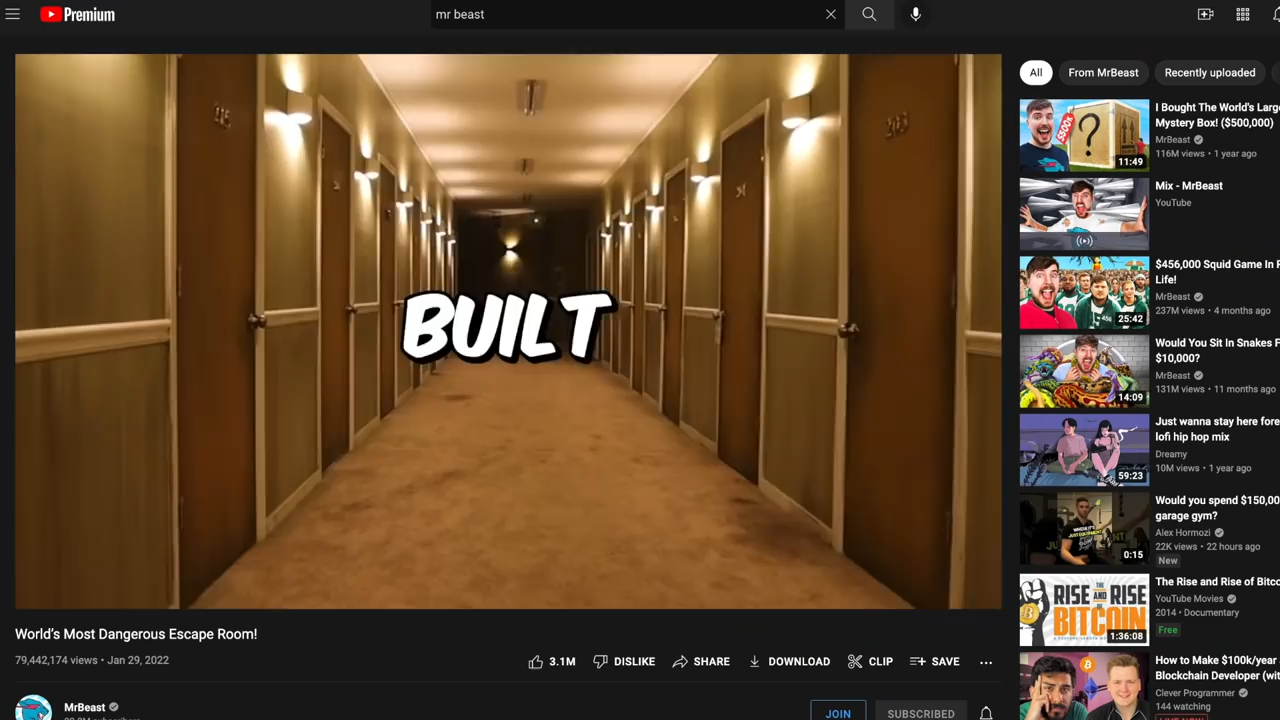 Premium
mr beast
215
203
BUILT
World's Most Dangerous Escape Room!
79,442,174 views • Jan 29, 2022
3.1M
DISLIKE
SHARE
DOWNLOAD
CLIP
SAVE
MrBeast
JOIN
SUBSCRIBED
All
From MrBeast
Recently uploaded
$500k
?
11:49
I Bought The World's Large
Mystery Box! ($500,000)
MrBeast
116M views • 1 year ago
Mix - MrBeast
YouTube
456
25:42
$456,000 Squid Game In R
Life!
MrBeast
237M views • 4 months ago
14:09
Would You Sit In Snakes F
$10,000?
MrBeast
131M views • 11 months ago
59:23
Just wanna stay here fore
lofi hip hop mix
Dreamy
10M views • 1 year ago
0:15
Would you spend $150,00
garage gym?
Alex Hormozi
22K views • 22 hours ago
New
THE
RISE AND RISE
OF
BITCOIN
1:36:08
The Rise and Rise of Bitco
YouTube Movies
2014 • Documentary
Free
How to Make $100k/year
Blockchain Developer (wit
Clever Programmer
144 watching